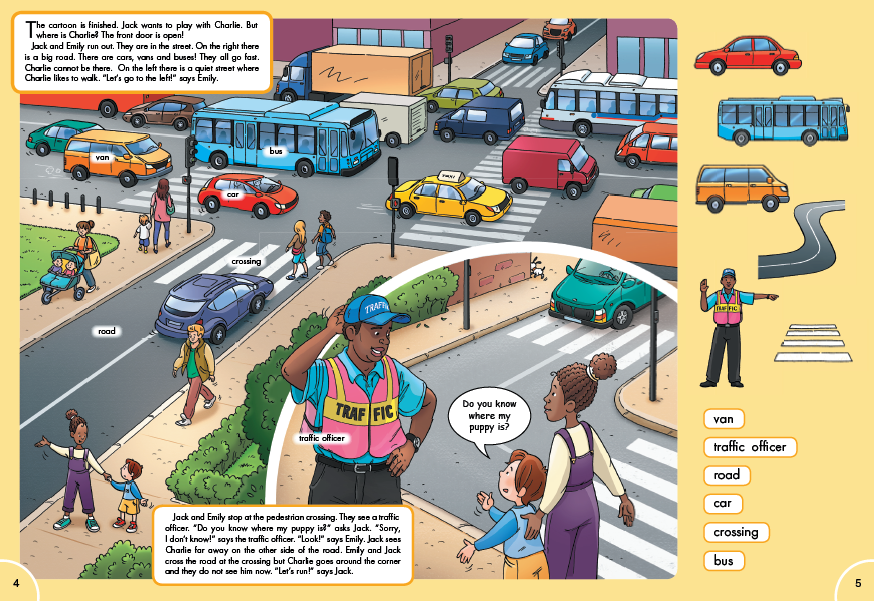 The cartoon is finished. Jack wants to play with Charlie. But
where is Charlie? The front door is open!
Jack and Emily run out. They are in the street. On the right there
is a big road. There are cars, vans and buses! They all go fast.
Charlie cannot be there. On the left there is a quiet street where
Charlie likes to walk. "Let's go to the left!" says Emily.
van
bus
car
TAXI
crossing
road
TRAFFIC
TRAF FIC
traffic officer
Do you know
where my
puppy is?
Jack and Emily stop at the pedestrian crossing. They see a traffic
officer. "Do you know where my puppy is?" asks Jack. "Sorry,
I don't know!" says the traffic officer. "Look!" says Emily. Jack sees
Charlie far away on the other side of the road. Emily and Jack
cross the road at the crossing but Charlie goes around the corner
and they do not see him now. "Let's run!" says Jack.
4
TRAF FIC
van
traffic officer
road
car
crossing
bus
5